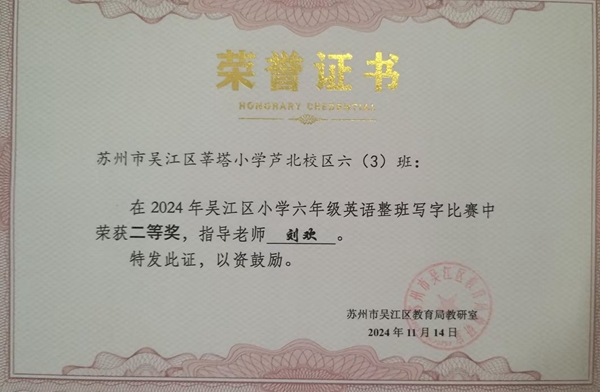 荣誉证书
HONORARY CREDENTIAL
苏州市吴江区莘塔小学芦北校区六（3）班：
在2024年吴江区小学六年级英语整班写字比赛中
荣获二等奖，指导老师 刘欢 。
特发此证，以资鼓励。
苏州市吴江区教育局教研室
2024年11月14日